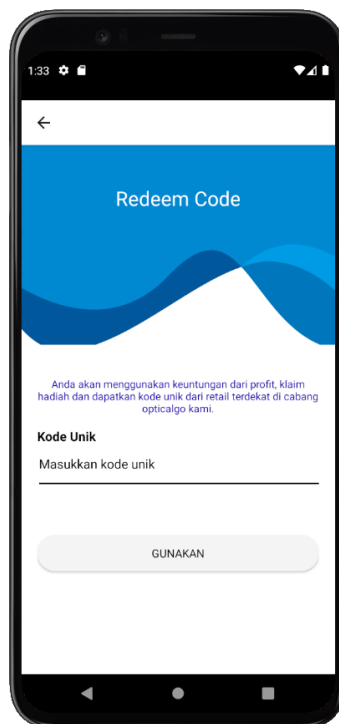 1:33
Redeem Code
Anda akan menggunakan keuntungan dari profit, klaim
hadiah dan dapatkan kode unik dari retail terdekat di cabang
opticalgo kami.
Kode Unik
Masukkan kode unik
GUNAKAN